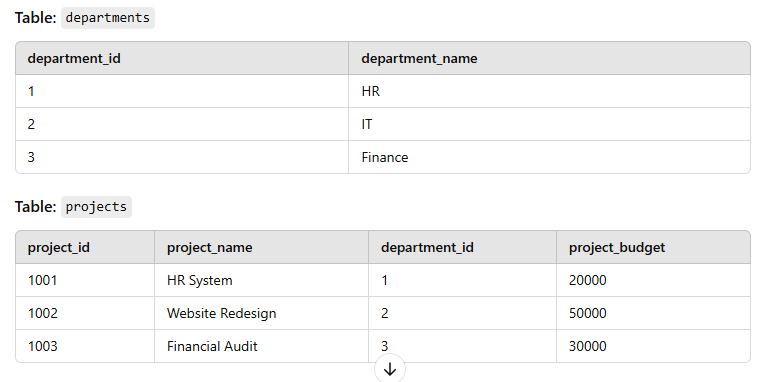 Table: departments
department_id department_name
1 HR
2 IT
3 Finance
Table: projects
project_id project_name department_id project_budget
1001 HR System 1 20000
1002 Website Redesign 2 50000
1003 Financial Audit 3 30000